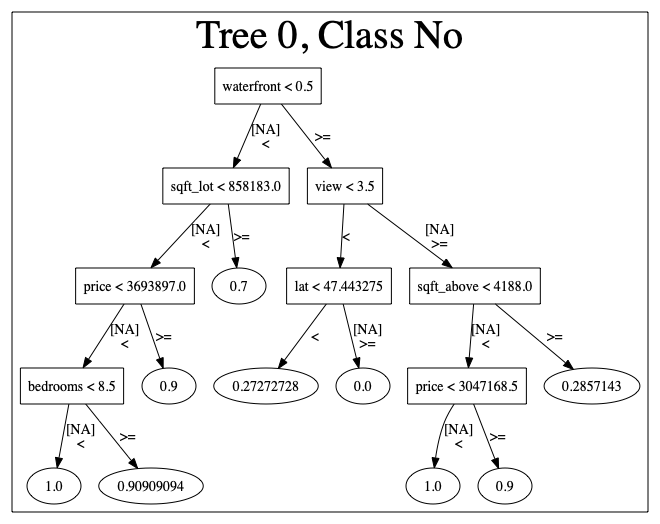 Tree 0, Class No
waterfront < 0.5
[NA]
<
>=
sqft_lot < 858183.0
view < 3.5
[NA]
<
>=
<
[NA]
>=
price < 3693897.0
0.7
lat < 47.443275
sqft_above < 4188.0
[NA]
<
>=
<
[NA]
>=
[NA]
<
>=
bedrooms < 8.5
0.9
0.27272728
0.0
price < 3047168.5
0.2857143
[NA]
<
>=
[NA]
<
>=
1.0
0.90909094
1.0
0.9